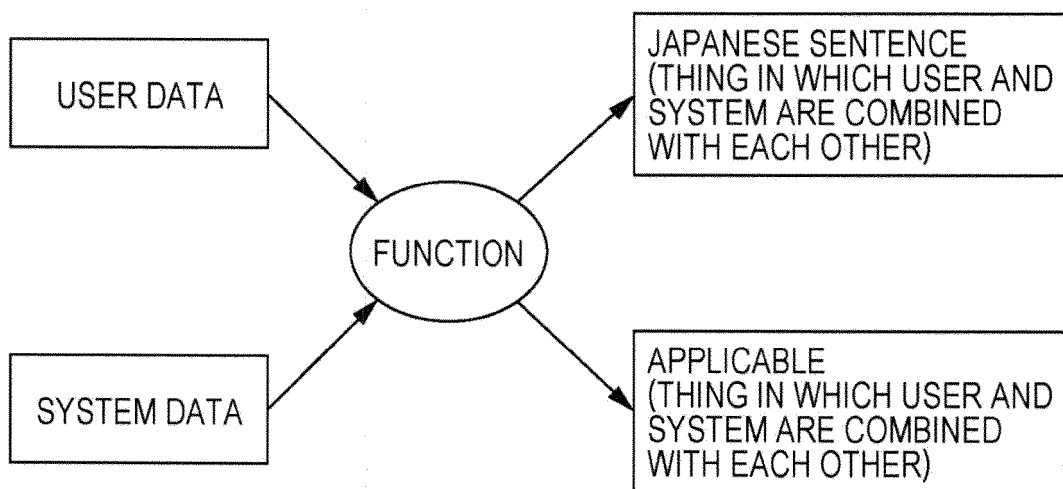 USER DATA
SYSTEM DATA
FUNCTION
JAPANESE SENTENCE
(THING IN WHICH USER AND
SYSTEM ARE COMBINED
WITH EACH OTHER)
APPLICABLE
(THING IN WHICH USER AND
SYSTEM ARE COMBINED
WITH EACH OTHER)